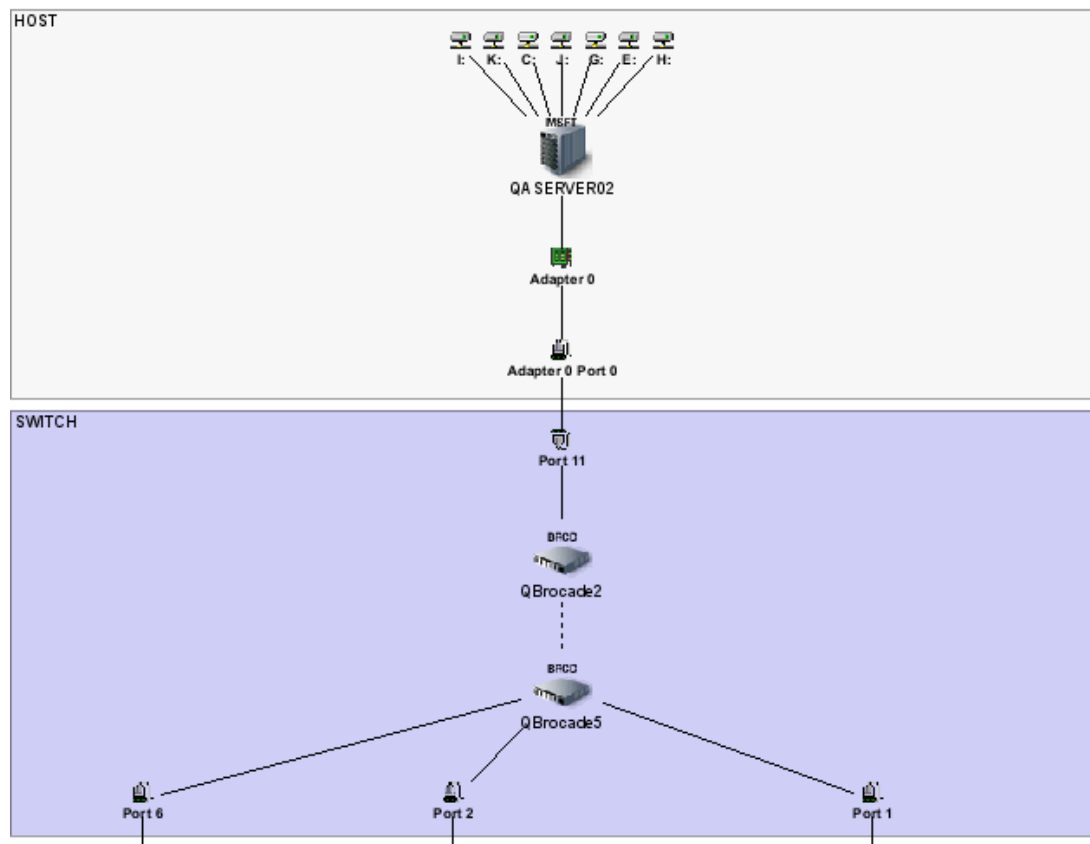 HOST
I: K: C: J: G: E: H:
MSFT
QA SERVER02
Adapter 0
Adapter 0 Port 0
SWITCH
Port 11
BRCD
QBrocade2
BRCD
QBrocade5
Port 6 Port 2 Port 1